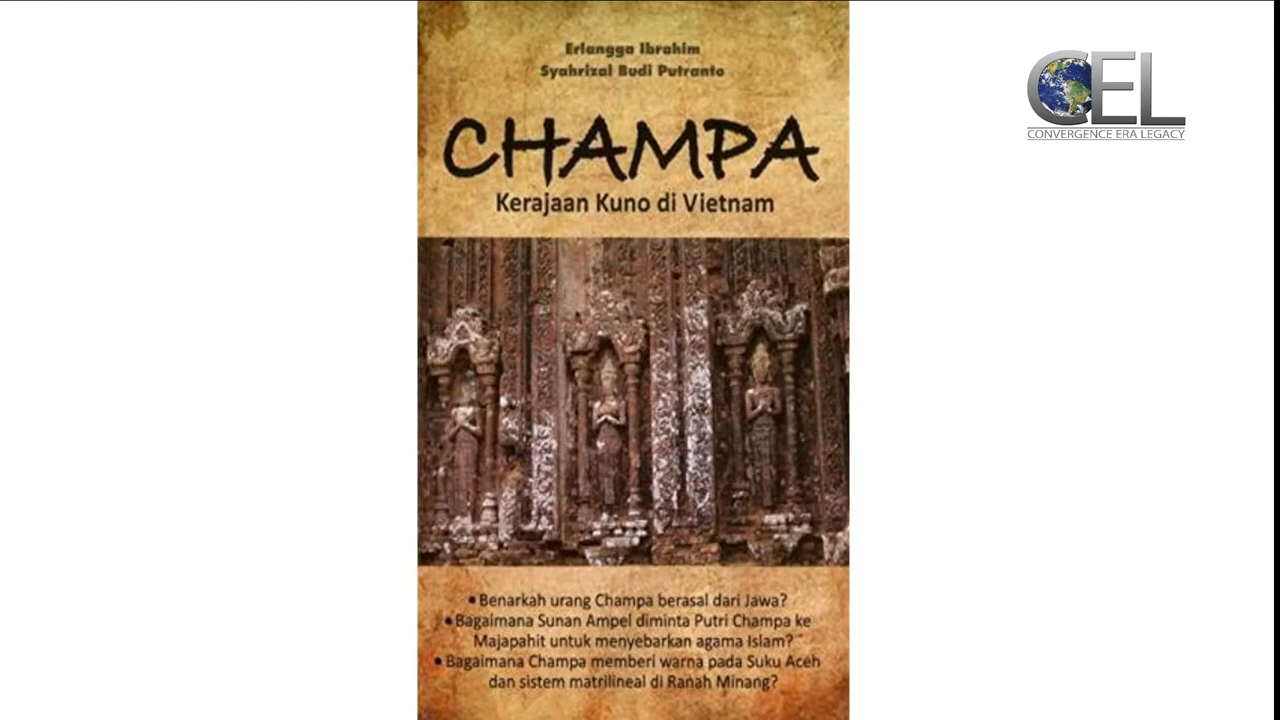 Erlangga Ibrahim
Syahrizal Budi Putranto
CHAMPA
Kerajaan Kuno di Vietnam
• Benarkah urang Champa berasal dari Jawa?
• Bagaimana Sunan Ampel diminta Putri Champa ke
Majapahit untuk menyebarkan agama Islam?
• Bagaimana Champa memberi warna pada Suku Aceh
dan sistem matrilineal di Ranah Minang?
CEL
CONVERGENCE ERA LEGACY